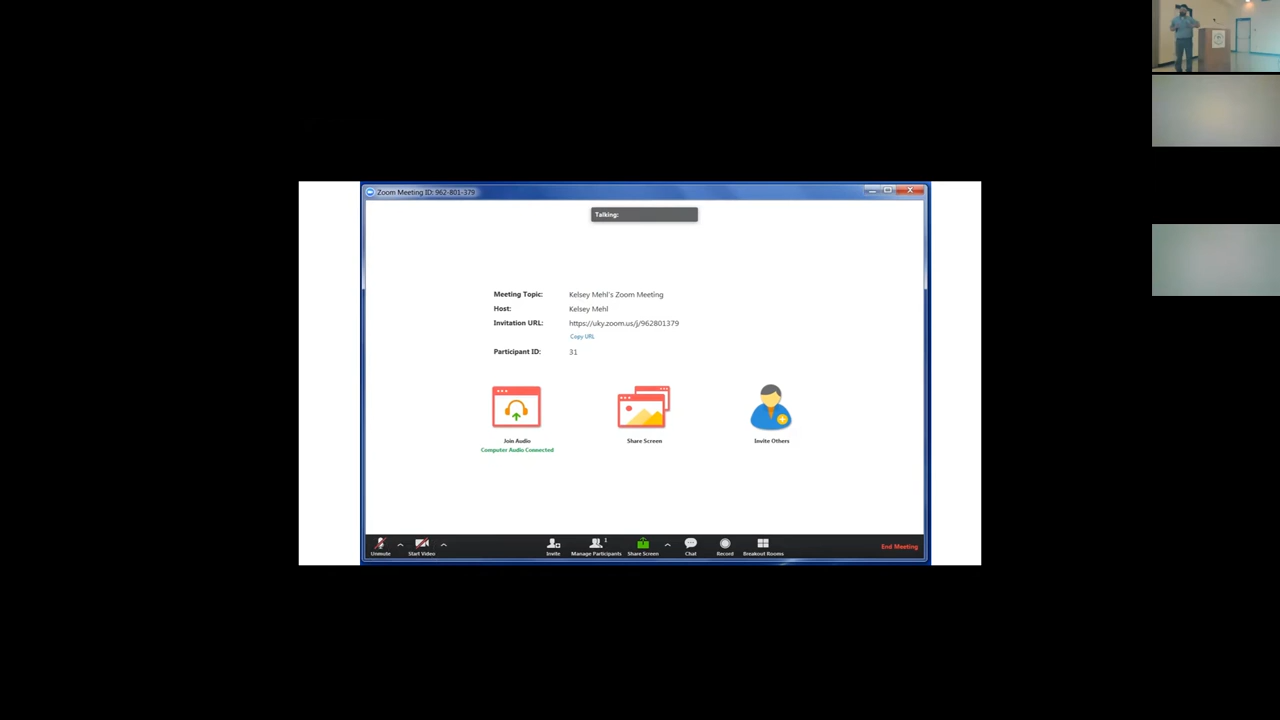 Zoom Meeting ID: 962-801-379
Talking:
Meeting Topic: Kelsey Mehl's Zoom Meeting
Host: Kelsey Mehl
Invitation URL: https://uky.zoom.us/j/962801379
Copy URL
Participant ID: 31
Join Audio
Computer Audio Connected
Share Screen
Invite Others
Unmute
Start Video
Invite
1
Manage Participants
Share Screen
Chat
Record
Breakout Rooms
End Meeting